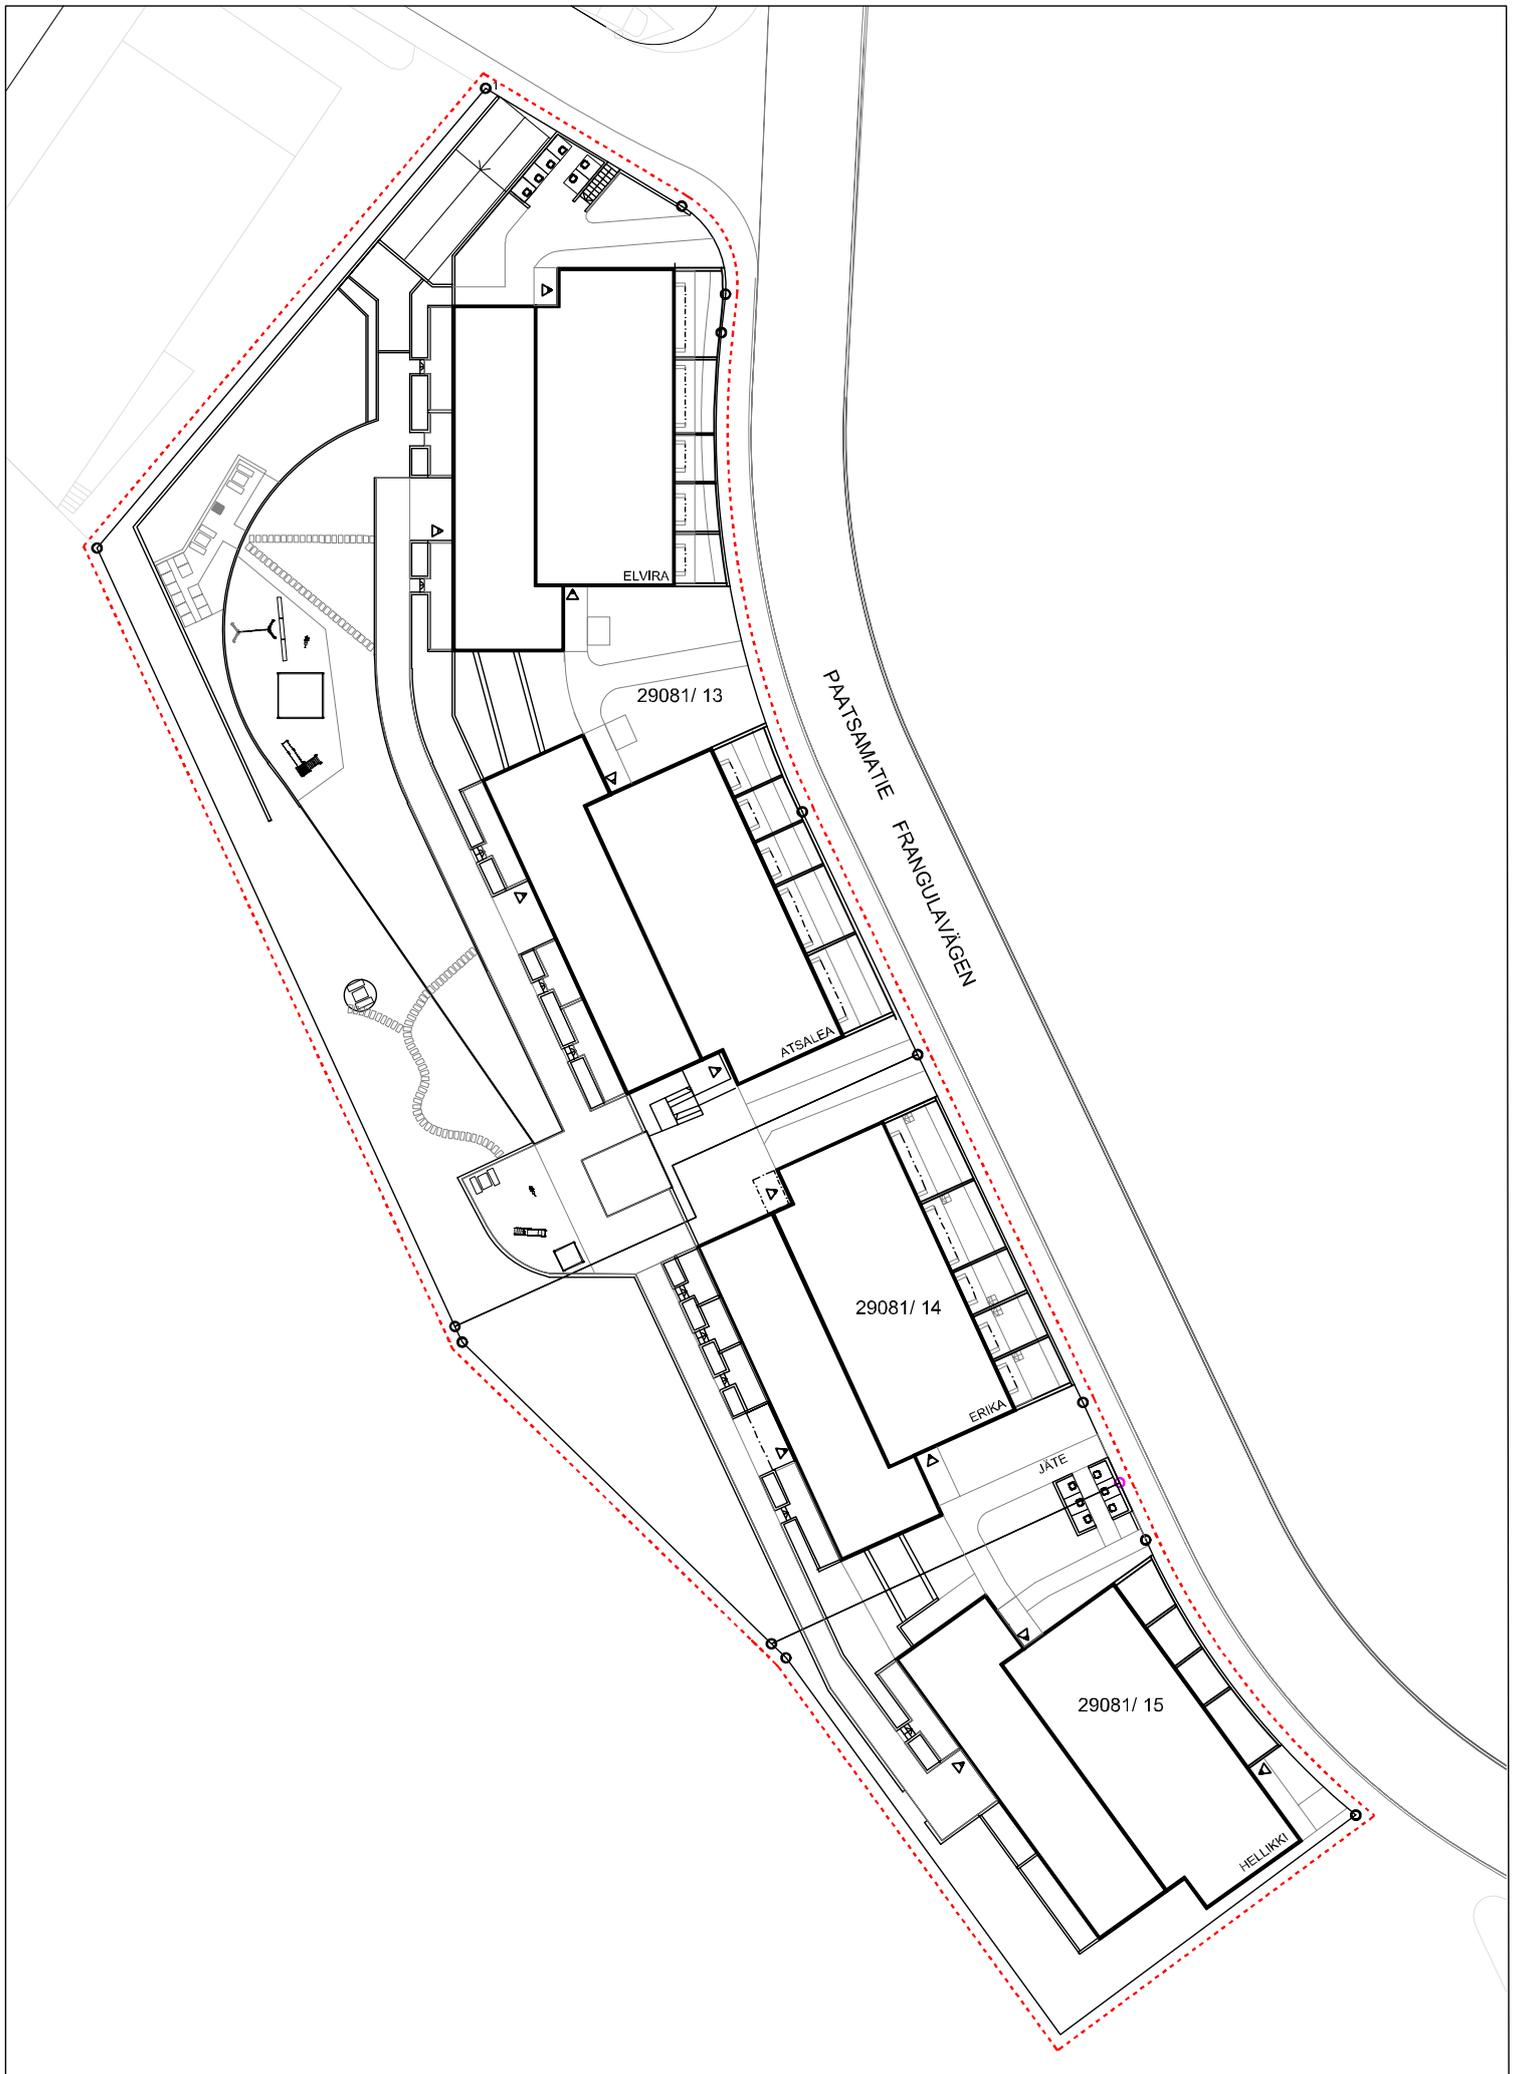 ELVIRA
29081/ 13
PAATSAMATIE FRANGULAVÄGEN
ATSALEA
29081/ 14
ERIKA
JÄTE
29081/ 15
HELLIKKI